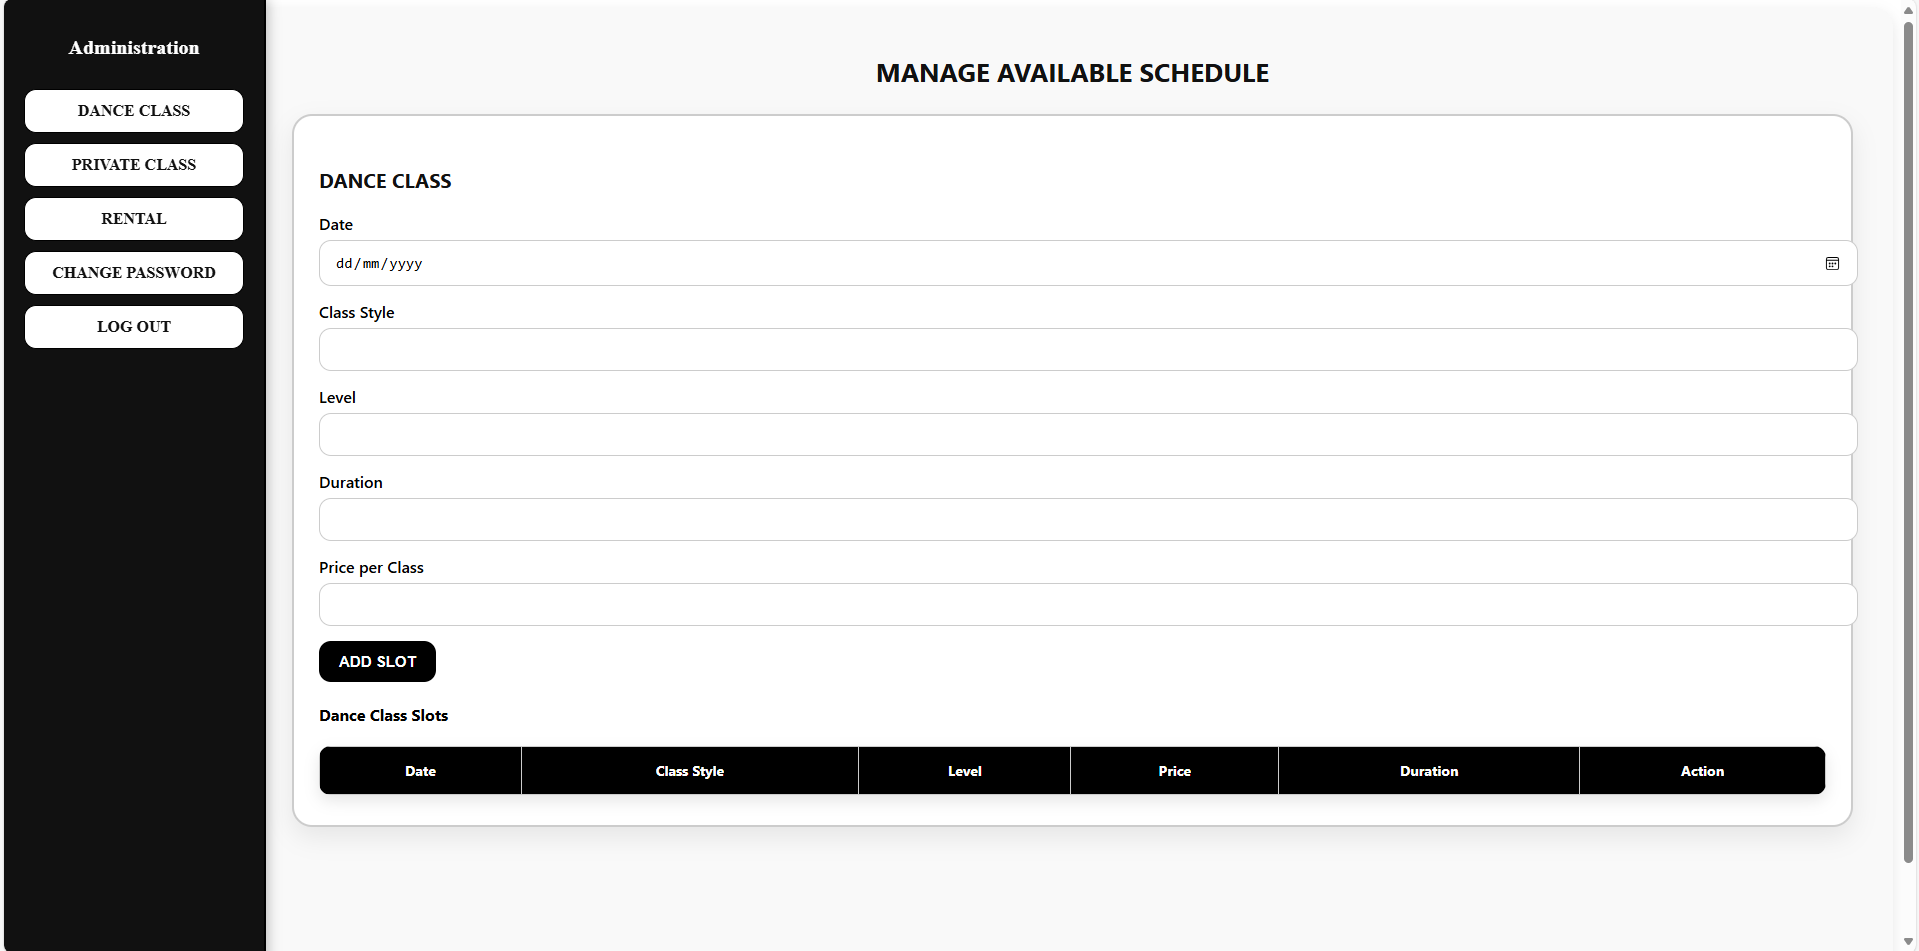 Administration
DANCE CLASS
PRIVATE CLASS
RENTAL
CHANGE PASSWORD
LOG OUT
MANAGE AVAILABLE SCHEDULE
DANCE CLASS
Date
dd/mm/yyyy
Class Style
Level
Duration
Price per Class
ADD SLOT
Dance Class Slots
Date Class Style Level Price Duration Action